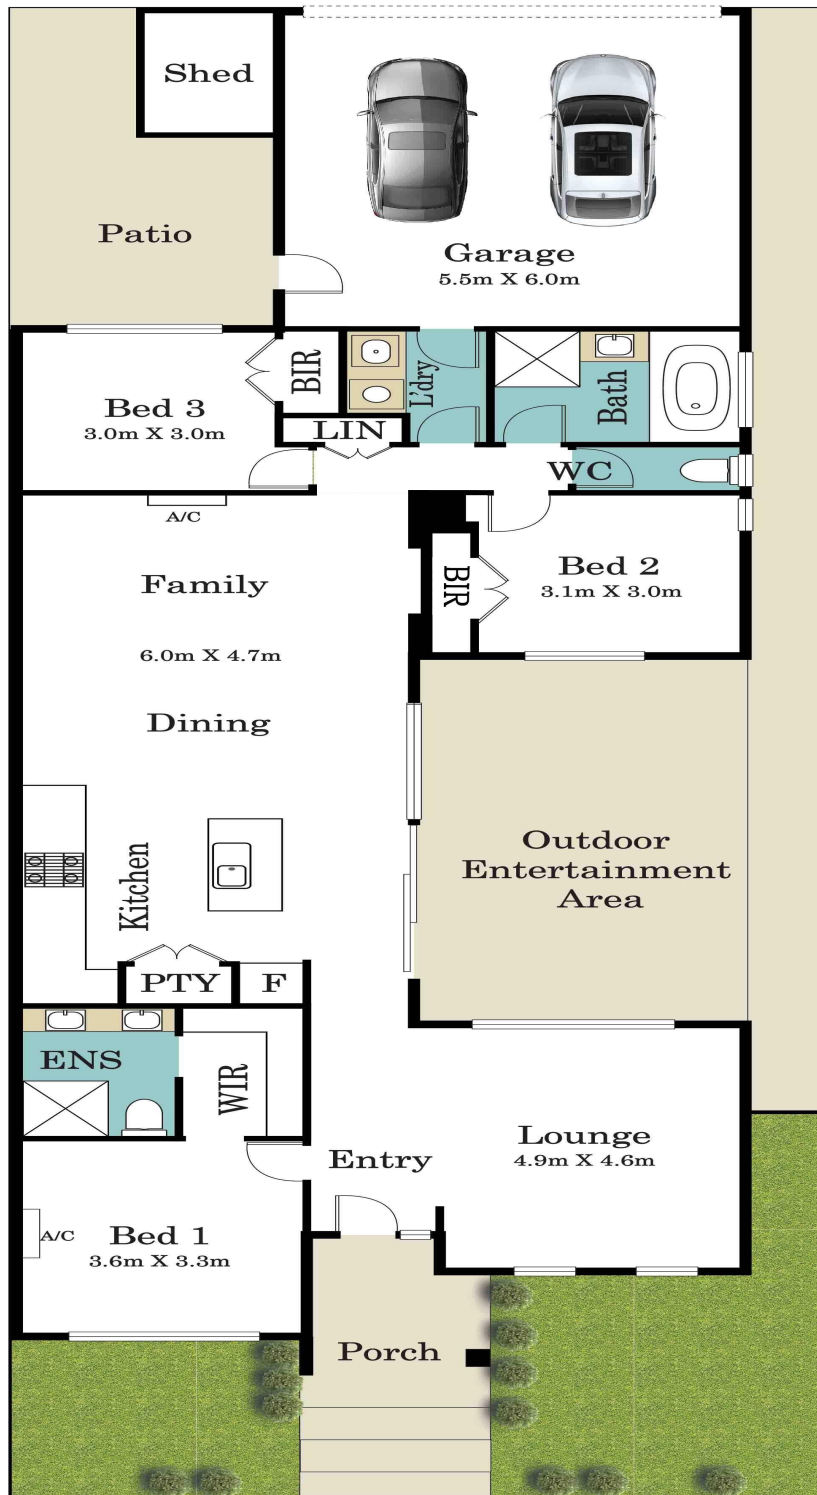 Shed
Patio
Garage
5.5m X 6.0m
BIR
L'dry
Bath
Bed 3
3.0m X 3.0m
LIN
WC
A/C
Family
6.0m X 4.7m
Dining
BIR
Bed 2
3.1m X 3.0m
Outdoor
Entertainment
Area
Kitchen
PTY
F
ENS
WIR
Lounge
4.9m X 4.6m
Entry
A/C
Bed 1
3.6m X 3.3m
Porch